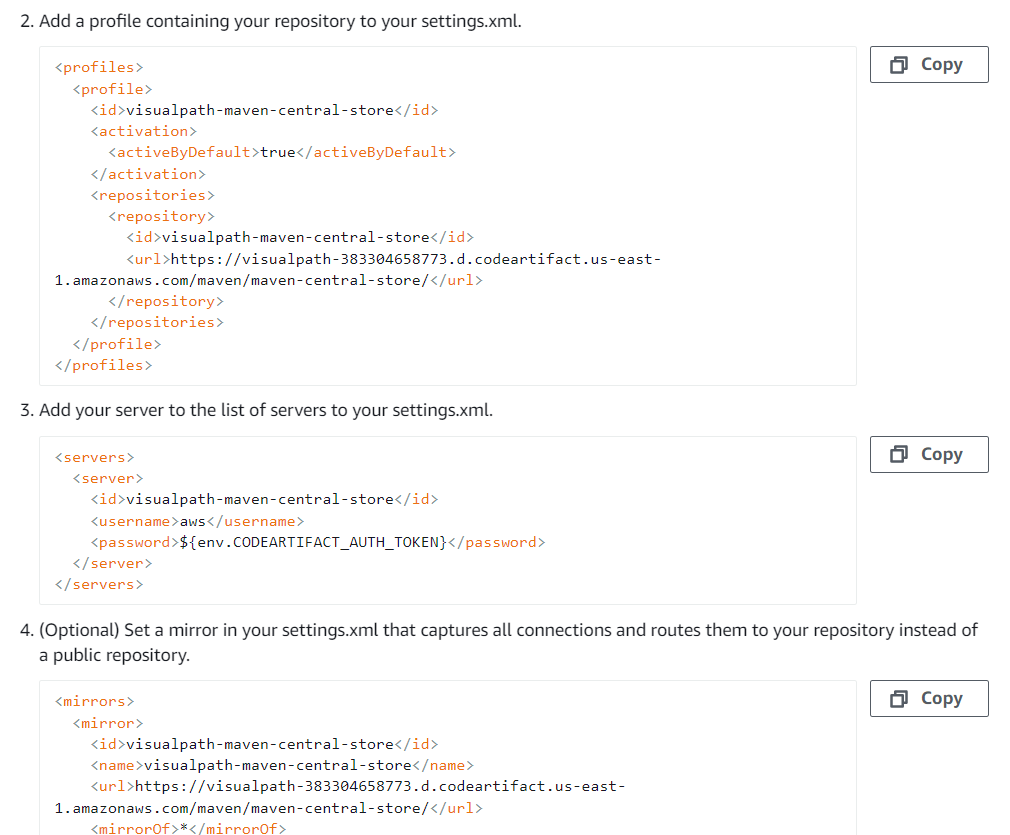 2. Add a profile containing your repository to your settings.xml.
Copy
<profiles>
<profile>
<id>visualpath-maven-central-store</id>
<activation>
<activeByDefault>true</activeByDefault>
</activation>
<repositories>
<repository>
<id>visualpath-maven-central-store</id>
<url>https://visualpath-383304658773.d.codeartifact.us-east-
1.amazonaws.com/maven/maven-central-store/</url>
</repository>
</repositories>
</profile>
</profiles>
3. Add your server to the list of servers to your settings.xml.
Copy
<servers>
<server>
<id>visualpath-maven-central-store</id>
<username>aws</username>
<password>${env.CODEARTIFACT_AUTH_TOKEN}</password>
</server>
</servers>
4. (Optional) Set a mirror in your settings.xml that captures all connections and routes them to your repository instead of
a public repository.
Copy
<mirrors>
<mirror>
<id>visualpath-maven-central-store</id>
<name>visualpath-maven-central-store</name>
<url>https://visualpath-383304658773.d.codeartifact.us-east-
1.amazonaws.com/maven/maven-central-store/</url>
<mirrorOf>*</mirrorOf>